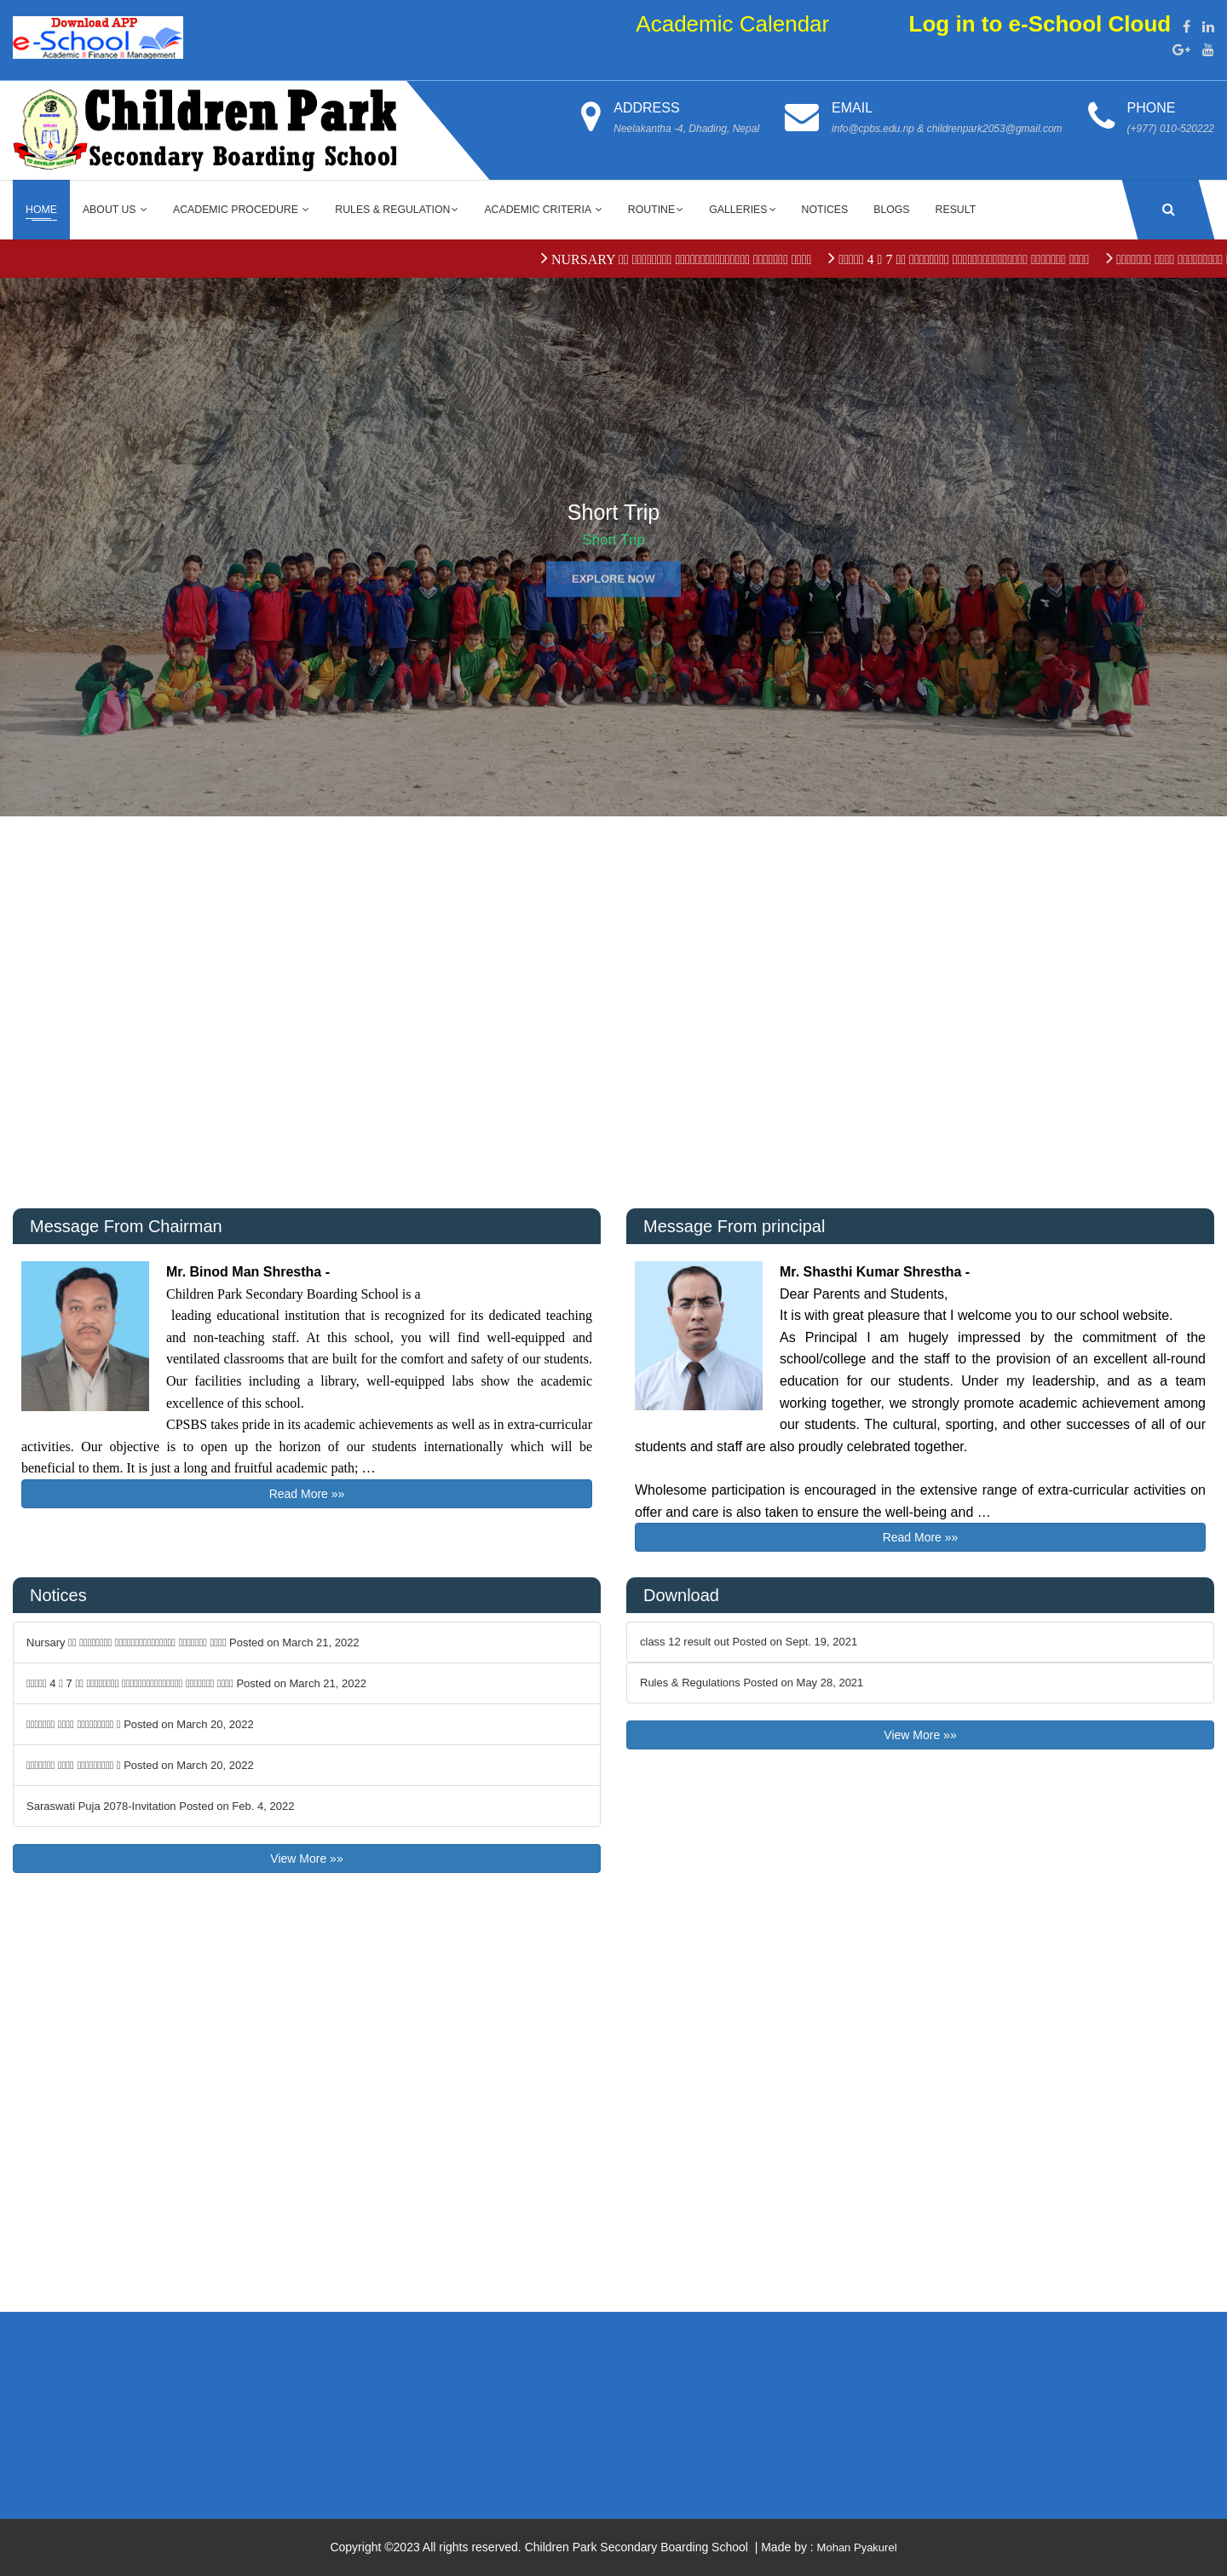 Download APP
e-School
Academic || Finance || Management
Academic Calendar
Log in to e-School Cloud
Children Park
Secondary Boarding School
ADDRESS
Neelakantha -4, Dhading, Nepal
EMAIL
info@cpbs.edu.np & childrenpark2053@gmail.com
PHONE
(+977) 010-520222
HOME ABOUT US ACADEMIC PROCEDURE RULES & REGULATION ACADEMIC CRITERIA ROUTINE GALLERIES NOTICES BLOGS RESULT
NURSARY 4 7
Short Trip
Short Trip
EXPLORE NOW
Message From Chairman
Mr. Binod Man Shrestha -
Children Park Secondary Boarding School is a
leading educational institution that is recognized for its dedicated teaching
and non-teaching staff. At this school, you will find well-equipped and
ventilated classrooms that are built for the comfort and safety of our students.
Our facilities including a library, well-equipped labs show the academic
excellence of this school.
CPSBS takes pride in its academic achievements as well as in extra-curricular
activities. Our objective is to open up the horizon of our students internationally which will be
beneficial to them. It is just a long and fruitful academic path; …
Read More »»
Message From principal
Mr. Shasthi Kumar Shrestha -
Dear Parents and Students,
It is with great pleasure that I welcome you to our school website.
As Principal I am hugely impressed by the commitment of the
school/college and the staff to the provision of an excellent all-round
education for our students. Under my leadership, and as a team
working together, we strongly promote academic achievement among
our students. The cultural, sporting, and other successes of all of our
students and staff are also proudly celebrated together.
Wholesome participation is encouraged in the extensive range of extra-curricular activities on
offer and care is also taken to ensure the well-being and …
Read More »»
Notices
Nursary Posted on March 21, 2022
4 7 Posted on March 21, 2022
Posted on March 20, 2022
Posted on March 20, 2022
Saraswati Puja 2078-Invitation Posted on Feb. 4, 2022
View More »»
Download
class 12 result out Posted on Sept. 19, 2021
Rules & Regulations Posted on May 28, 2021
View More »»
Copyright ©2023 All rights reserved. Children Park Secondary Boarding School | Made by : Mohan Pyakurel